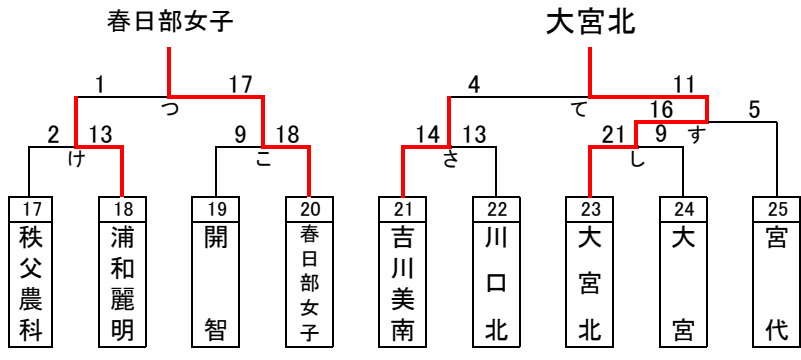 春日部女子 大宮北
1 17 4 11
つ て
16 5
す
2 13 9 18 14 13 21 9
け こ さ し
17 18 19 20 21 22 23 24 25
秩父農科
浦和麗明
開智
春日部女子
吉川美南
川口北
大宮北
大宮
宮代